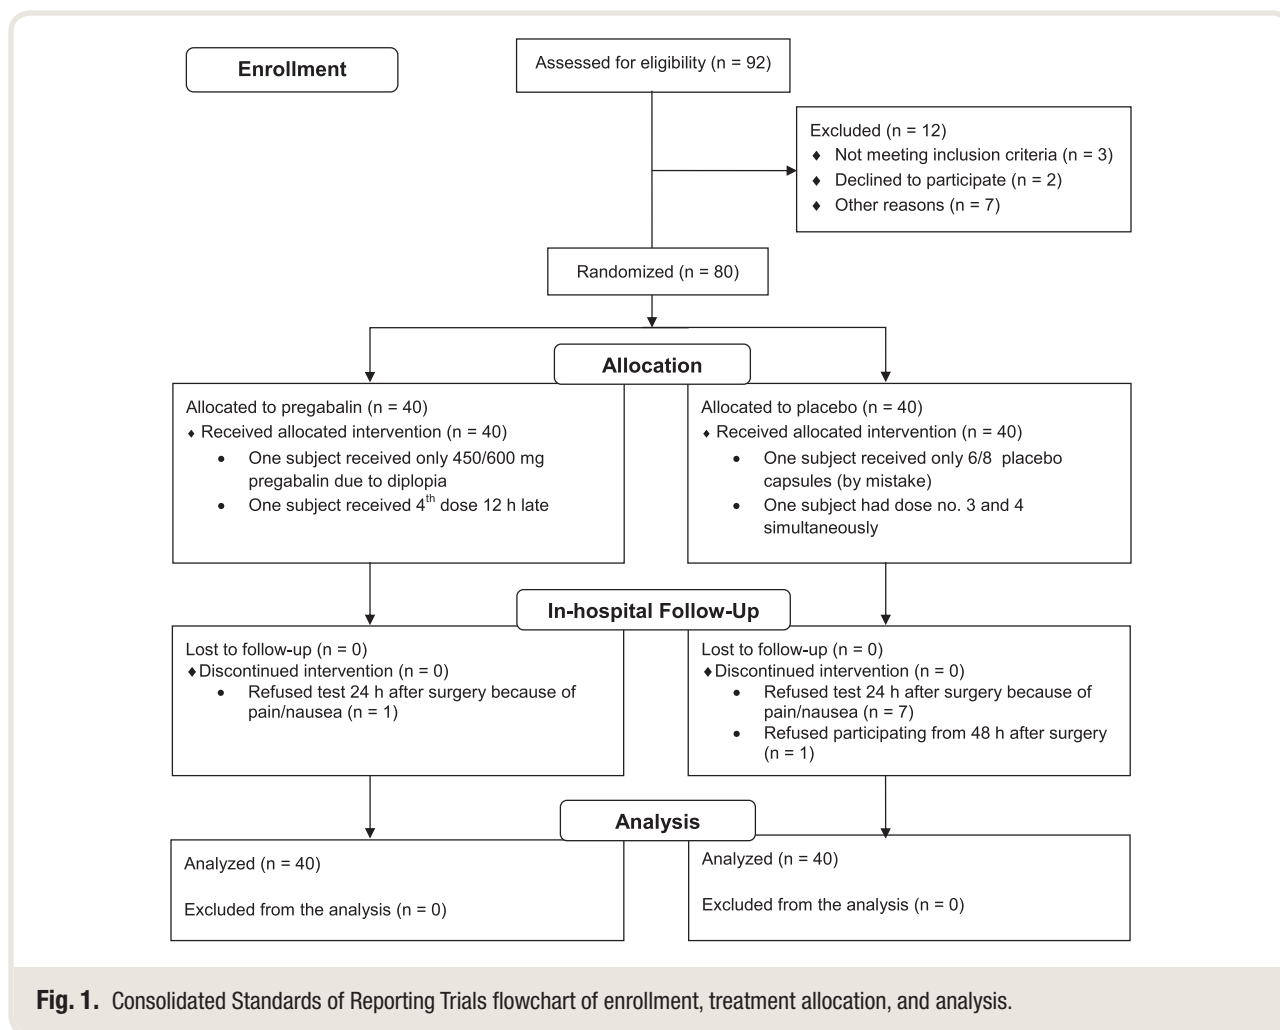 Enrollment
Assessed for eligibility (n = 92)
Excluded (n = 12)
♦ Not meeting inclusion criteria (n = 3)
♦ Declined to participate (n = 2)
♦ Other reasons (n = 7)
Randomized (n = 80)
Allocation
Allocated to pregabalin (n = 40)
♦ Received allocated intervention (n = 40)
• One subject received only 450/600 mg
pregabalin due to diplopia
• One subject received 4th dose 12 h late
Allocated to placebo (n = 40)
♦ Received allocated intervention (n = 40)
• One subject received only 6/8 placebo
capsules (by mistake)
• One subject had dose no. 3 and 4
simultaneously
In-hospital Follow-Up
Lost to follow-up (n = 0)
♦Discontinued intervention (n = 0)
• Refused test 24 h after surgery because of
pain/nausea (n = 1)
Lost to follow-up (n = 0)
♦Discontinued intervention (n = 0)
• Refused test 24 h after surgery because of
pain/nausea (n = 7)
• Refused participating from 48 h after surgery
(n = 1)
Analysis
Analyzed (n = 40)
Excluded from the analysis (n = 0)
Analyzed (n = 40)
Excluded from the analysis (n = 0)
Fig. 1. Consolidated Standards of Reporting Trials flowchart of enrollment, treatment allocation, and analysis.